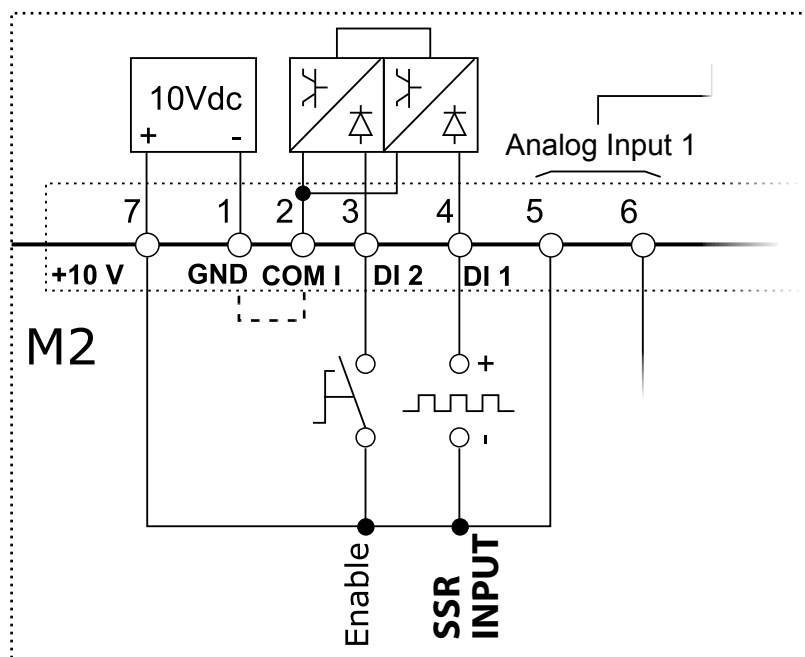 10Vdc
+ -
Analog Input 1
7 1 2 3 4 5 6
+10 V GND COM I DI 2 DI 1
M2
+
-
Enable
SSR
INPUT